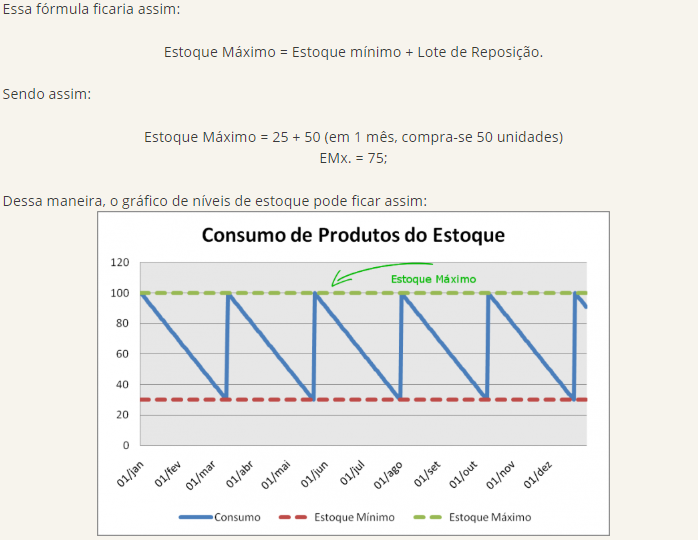 Essa fórmula ficaria assim:
Estoque Máximo = Estoque mínimo + Lote de Reposição.
Sendo assim:
Estoque Máximo = 25 + 50 (em 1 mês, compra-se 50 unidades)
EMx. = 75;
Dessa maneira, o gráfico de níveis de estoque pode ficar assim:
Consumo de Produtos do Estoque
120
100
80
60
40
20
0
Estoque Máximo
01/jan
01/fev
01/mar
01/abr
01/mai
01/jun
01/jul
01/ago
01/set
01/out
01/nov
01/dez
Consumo
Estoque Mínimo
Estoque Máximo